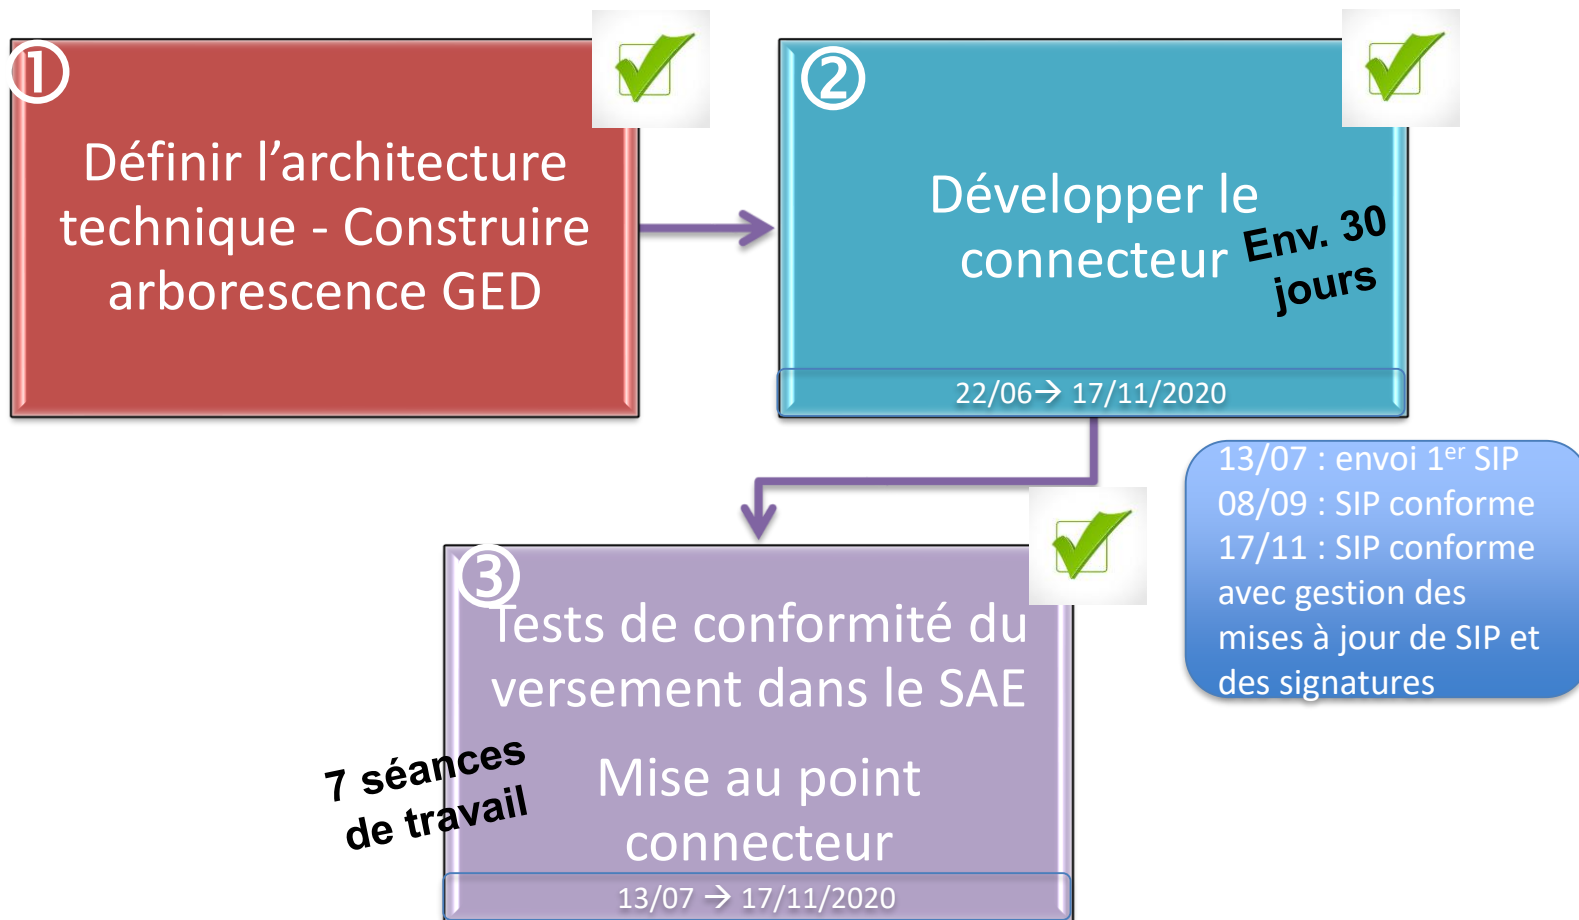 ①
Définir l’architecture
technique - Construire
arborescence GED
②
Développer le
connecteur
Env. 30
jours
22/06→ 17/11/2020
13/07 : envoi 1er SIP
08/09 : SIP conforme
17/11 : SIP conforme
avec gestion des
mises à jour de SIP et
des signatures
③
Tests de conformité du
versement dans le SAE
7 séances
de travail
Mise au point
connecteur
13/07 → 17/11/2020